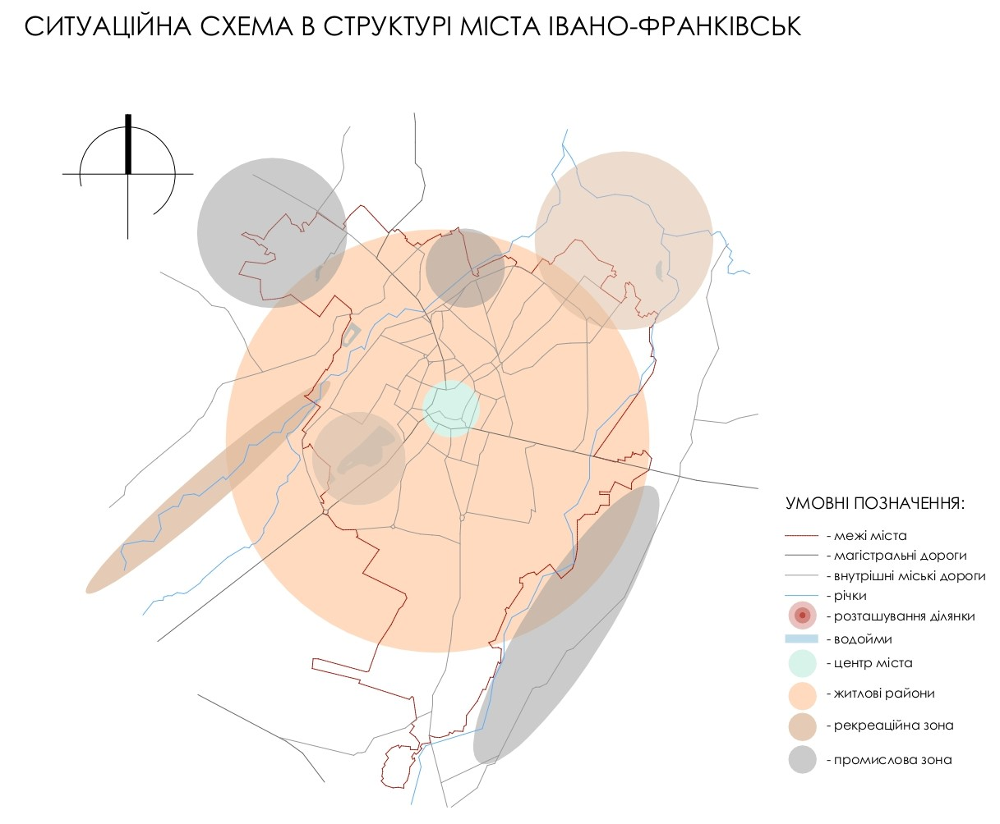 СИТУАЦІЙНА СХЕМА В СТРУКТУРІ МІСТА ІВАНО-ФРАНКІВСЬК
УМОВНІ ПОЗНАЧЕННЯ:
- межі міста
- магістральні дороги
- внутрішні міські дороги
- річки
- розташування ділянки
- водойми
- центр міста
- житлові райони
- рекреаційна зона
- промислова зона